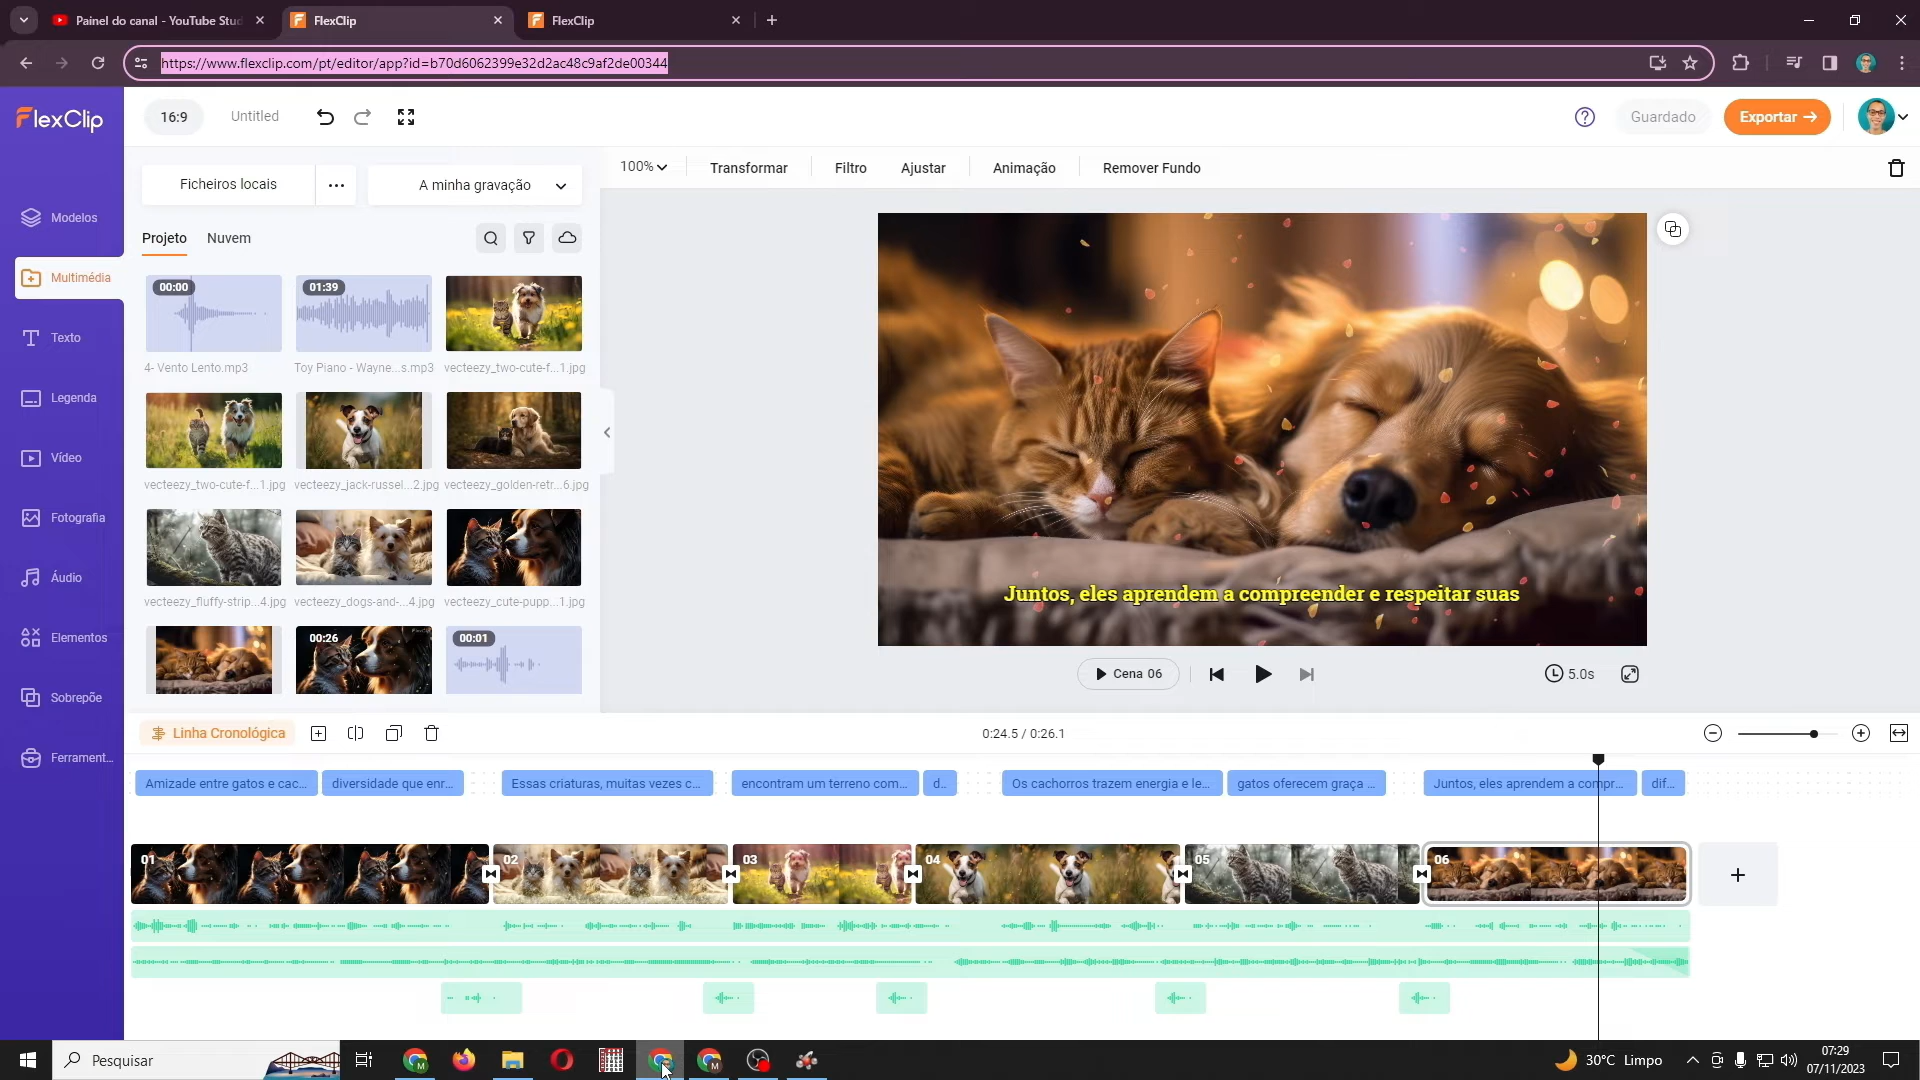 Painel do canal - YouTube Stud
FlexClip
FlexClip
https://www.flexclip.com/pt/editor/app?id=b70d6062399e32d2ac48c9af2de00344
FlexClip
16:9
Untitled
Guardado
Exportar
Ficheiros locais
...
A minha gravação
100%
Transformar
Filtro
Ajustar
Animação
Remover Fundo
Modelos
Multimédia
Texto
Legenda
Vídeo
Fotografia
Áudio
Elementos
Sobrepõe
Ferrament...
Projeto
Nuvem
00:00
01:39
4- Vento Lento.mp3
Toy Piano - Wayne...s.mp3
vecteezy_two-cute-f...1.jpg
vecteezy_two-cute-f...1.jpg
vecteezy_jack-russel...2.jpg
vecteezy_golden-retr...6.jpg
vecteezy_fluffy-strip...4.jpg
vecteezy_dogs-and-...4.jpg
vecteezy_cute-pupp...1.jpg
00:26
00:01
Juntos, eles aprendem a compreender e respeitar suas
Cena 06
5.0s
Linha Cronológica
0:24.5 / 0:26.1
Amizade entre gatos e cac...
diversidade que enr...
Essas criaturas, muitas vezes c...
encontram um terreno com...
d..
Os cachorros trazem energia e le...
gatos oferecem graça ...
Juntos, eles aprendem a compr...
dif...
01
02
03
04
05
06
Pesquisar
30°C Limpo
07:29
07/11/2023